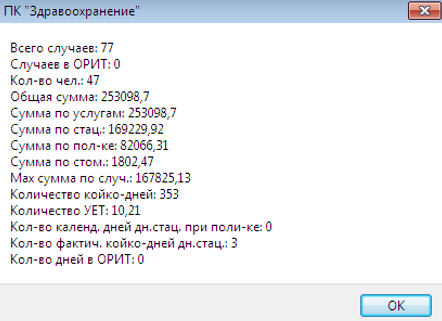 ПК "Здравоохранение"
Всего случаев: 77
Случаев в ОРИТ: 0
Кол-во чел.: 47
Общая сумма: 253098,7
Сумма по услугам: 253098,7
Сумма по стац.: 169229,92
Сумма по пол-ке: 82066,31
Сумма по стом.: 1802,47
Мах сумма по случ.: 167825,13
Количество койко-дней: 353
Количество УЕТ: 10,21
Кол-во календ. дней дн.стац. при поли-ке: 0
Кол-во фактич. койко-дней дн.стац.: 3
Кол-во дней в ОРИТ: 0
ОК